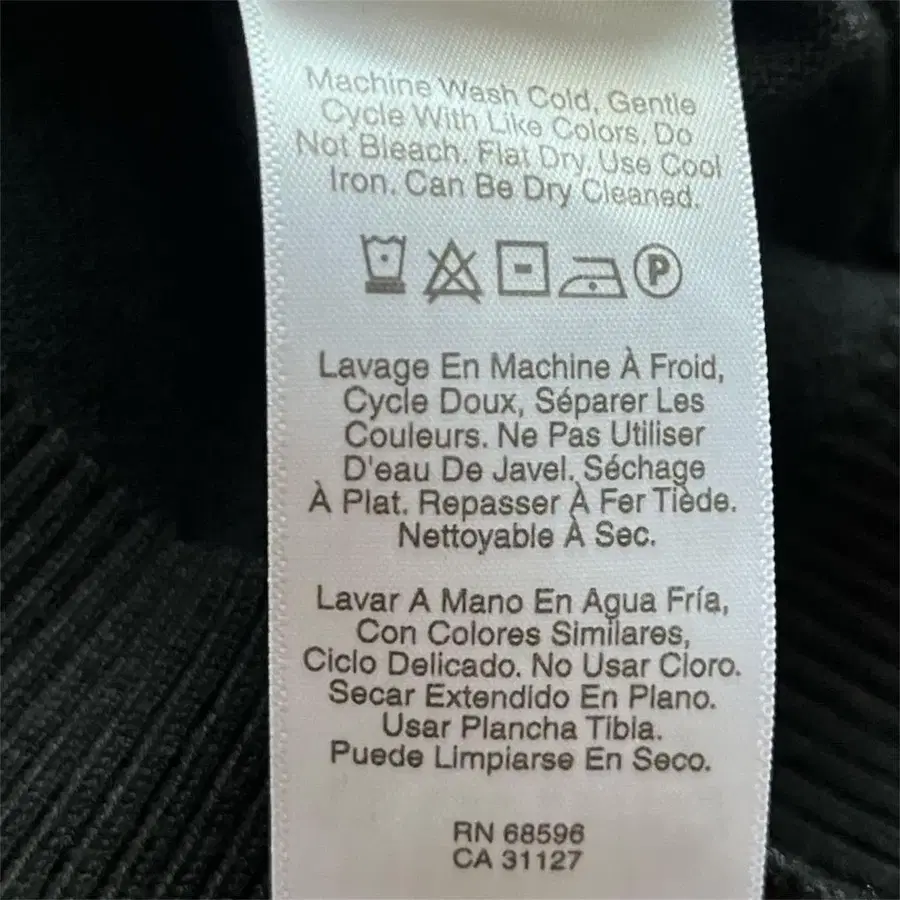 Machine Wash Cold, Gentle
Cycle With Like Colors. Do
Not Bleach. Flat Dry. Use Cool
Iron. Can Be Dry Cleaned.
P
Lavage En Machine À Froid,
Cycle Doux, Séparer Les
Couleurs. Ne Pas Utiliser
D'eau De Javel. Séchage
À Plat. Repasser À Fer Tiède.
Nettoyable À Sec.
Lavar A Mano En Agua Fría,
Con Colores Similares,
Ciclo Delicado. No Usar Cloro.
Secar Extendido En Plano.
Usar Plancha Tibia.
Puede Limpiarse En Seco.
RN 68596
CA 31127